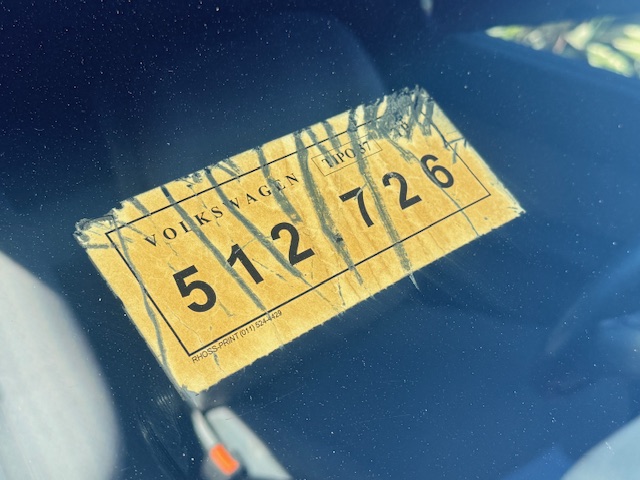 VOLKSWAGEN TIPO 37
512.726
RHOSS-PRINT (011) 524-4429